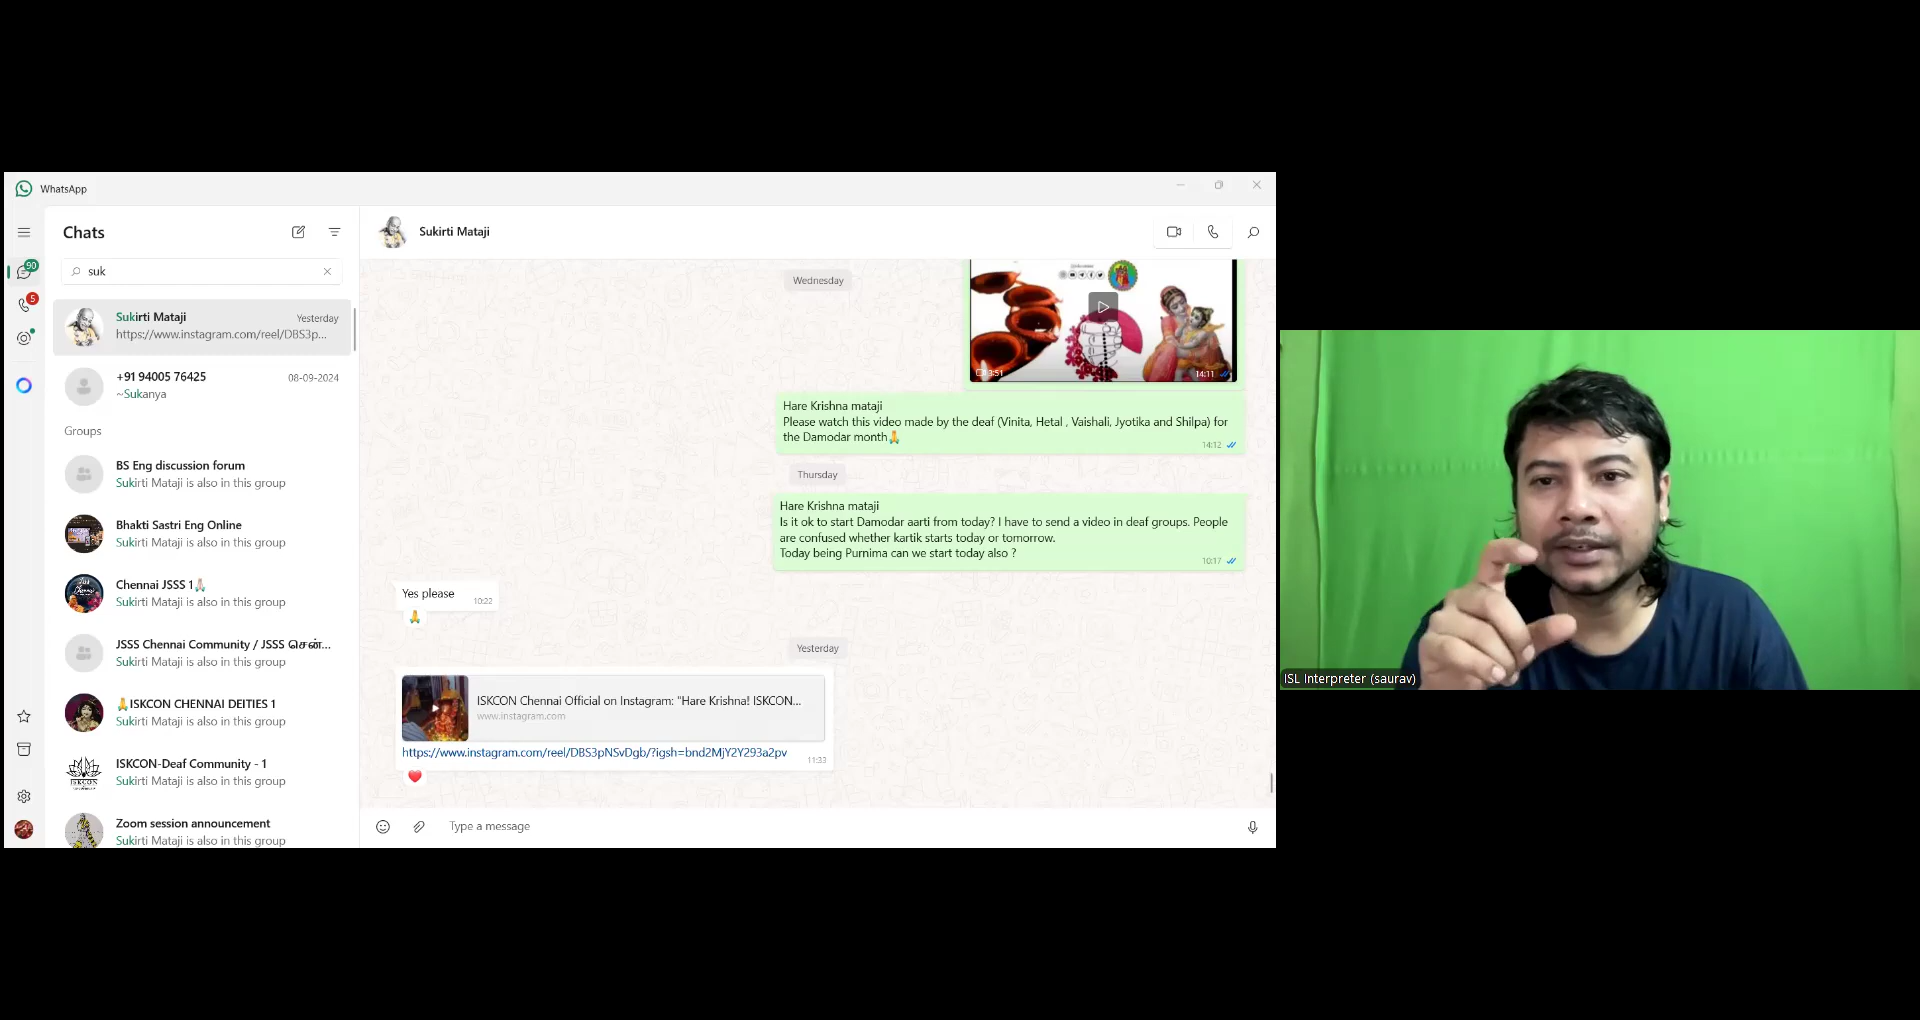 WhatsApp
Chats
suk
Sukirti Mataji
Yesterday
https://www.instagram.com/reel/DBS3p...
+91 94005 76425
08-09-2024
~Sukanya
Groups
BS Eng discussion forum
Sukirti Mataji is also in this group
Bhakti Sastri Eng Online
Sukirti Mataji is also in this group
Chennai JSSS 1🙏🏻
Sukirti Mataji is also in this group
JSSS Chennai Community / JSSS சென்...
Sukirti Mataji is also in this group
🙏ISKCON CHENNAI DEITIES 1
Sukirti Mataji is also in this group
ISKCON-Deaf Community - 1
Sukirti Mataji is also in this group
Zoom session announcement
Sukirti Mataji is also in this group
90
5
Sukirti Mataji
Wednesday
3:51
14:11
Hare Krishna mataji
Please watch this video made by the deaf (Vinita, Hetal , Vaishali, Jyotika and Shilpa) for
the Damodar month🙏
14:12
Thursday
Hare Krishna mataji
Is it ok to start Damodar aarti from today? I have to send a video in deaf groups. People
are confused whether kartik starts today or tomorrow.
Today being Purnima can we start today also ?
10:17
Yes please
10:22
🙏
Yesterday
ISKCON Chennai Official on Instagram: "Hare Krishna! ISKCON...
www.instagram.com
https://www.instagram.com/reel/DBS3pNSvDgb/?igsh=bnd2MjY2Y293a2pv
11:33
❤️
Type a message
ISL Interpreter (saurav)